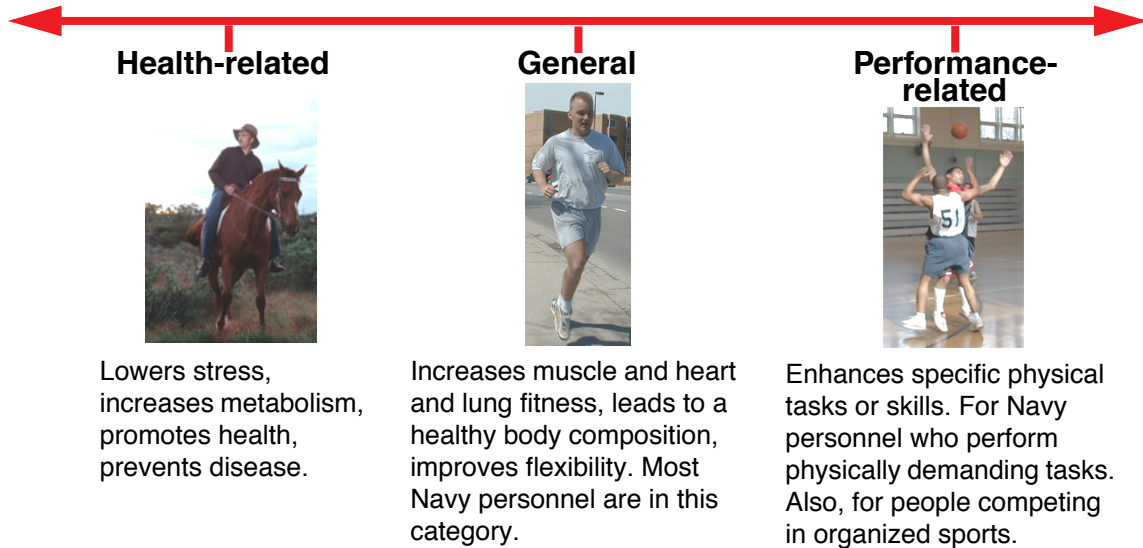 Health-related
General
Performance-
related
51
Lowers stress,
increases metabolism,
promotes health,
prevents disease.
Increases muscle and heart
and lung fitness, leads to a
healthy body composition,
improves flexibility. Most
Navy personnel are in this
category.
Enhances specific physical
tasks or skills. For Navy
personnel who perform
physically demanding tasks.
Also, for people competing
in organized sports.